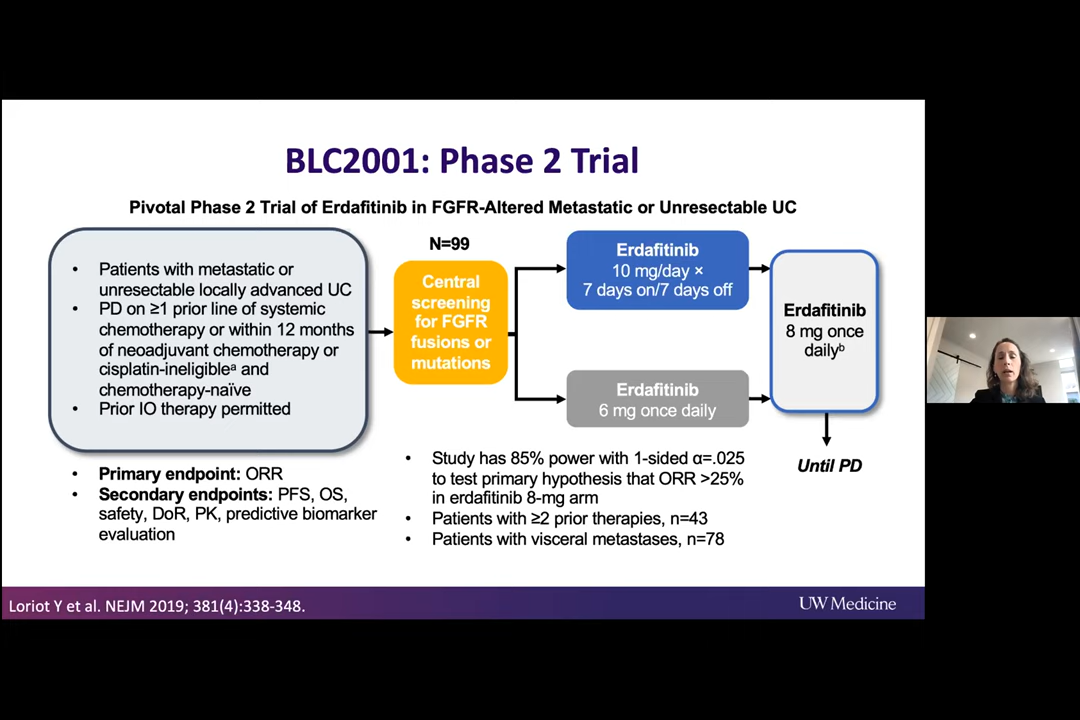 BLC2001: Phase 2 Trial
Pivotal Phase 2 Trial of Erdafitinib in FGFR-Altered Metastatic or Unresectable UC
• Patients with metastatic or
unresectable locally advanced UC
• PD on ≥1 prior line of systemic
chemotherapy or within 12 months
of neoadjuvant chemotherapy or
cisplatin-ineligibleᵃ and
chemotherapy-naïve
• Prior IO therapy permitted
N=99
Central
screening
for FGFR
fusions or
mutations
Erdafitinib
10 mg/day ×
7 days on/7 days off
Erdafitinib
6 mg once daily
Erdafitinib
8 mg once
dailyᵇ
Until PD
• Primary endpoint: ORR
• Secondary endpoints: PFS, OS,
safety, DoR, PK, predictive biomarker
evaluation
• Study has 85% power with 1-sided α=.025
to test primary hypothesis that ORR >25%
in erdafitinib 8-mg arm
• Patients with ≥2 prior therapies, n=43
• Patients with visceral metastases, n=78
Loriot Y et al. NEJM 2019; 381(4):338-348.
UW Medicine